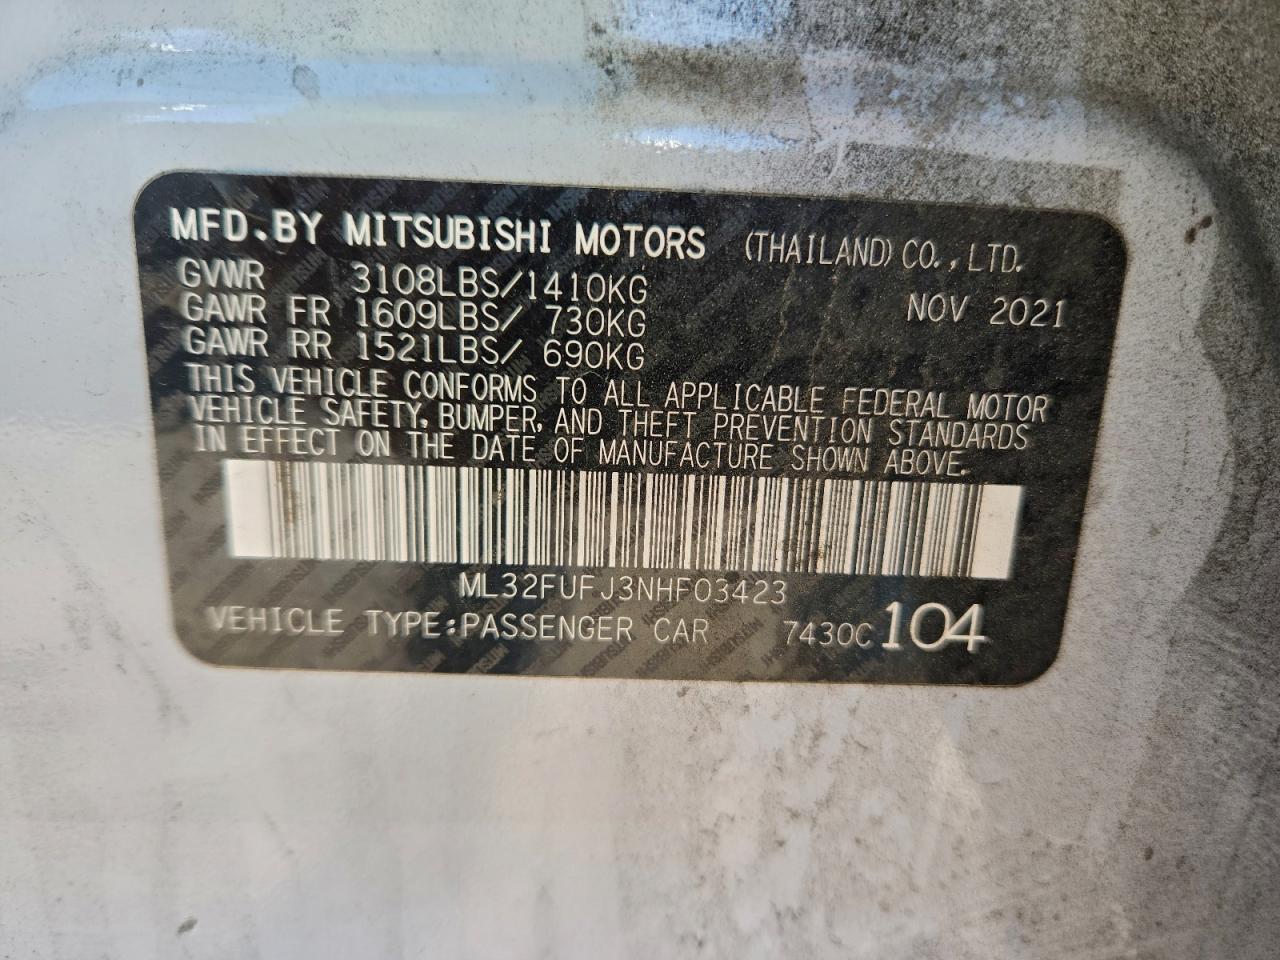 MFD.BY MITSUBISHI MOTORS (THAILAND) CO.,LTD.
GVWR 3108LBS/1410KG NOV 2021
GAWR FR 1609LBS/ 730KG
GAWR RR 1521LBS/ 690KG
THIS VEHICLE CONFORMS TO ALL APPLICABLE FEDERAL MOTOR
VEHICLE SAFETY, BUMPER, AND THEFT PREVENTION STANDARDS
IN EFFECT ON THE DATE OF MANUFACTURE SHOWN ABOVE.
ML32FUFJ3NHF03423
VEHICLE TYPE:PASSENGER CAR 7430C 104